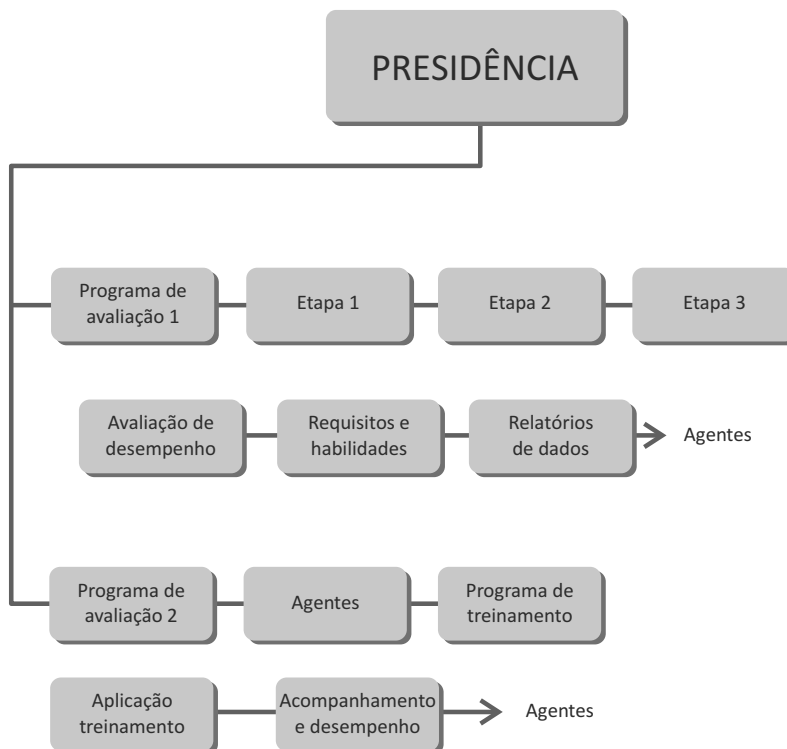 PRESIDÊNCIA
Programa de
avaliação 1
Etapa 1
Etapa 2
Etapa 3
Avaliação de
desempenho
Requisitos e
habilidades
Relatórios
de dados
Agentes
Programa de
avaliação 2
Agentes
Programa de
treinamento
Aplicação
treinamento
Acompanhamento
e desempenho
Agentes